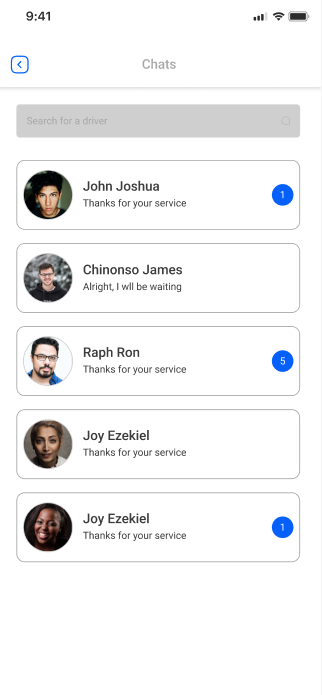 9:41
Chats
Search for a driver
John Joshua
Thanks for your service
1
Chinonso James
Alright, I wll be waiting
Raph Ron
Thanks for your service
5
Joy Ezekiel
Thanks for your service
Joy Ezekiel
Thanks for your service
1